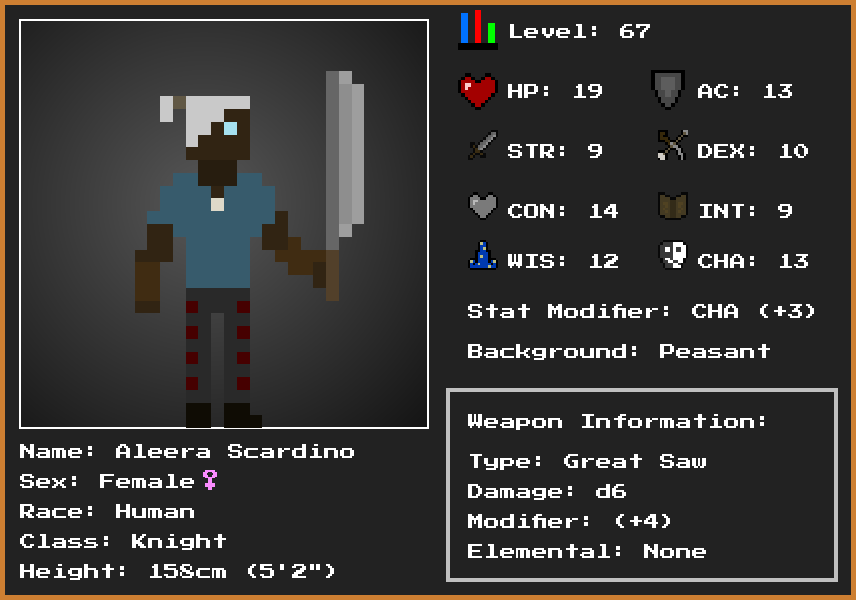 Level: 67
HP: 19
AC: 13
STR: 9
DEX: 10
CON: 14
INT: 9
WIS: 12
CHA: 13
Stat Modifier: CHA (+3)
Background: Peasant
Weapon Information:
Type: Great Saw
Damage: d6
Modifier: (+4)
Elemental: None
Name: Aleera Scardino
Sex: Female♀
Race: Human
Class: Knight
Height: 158cm (5'2")